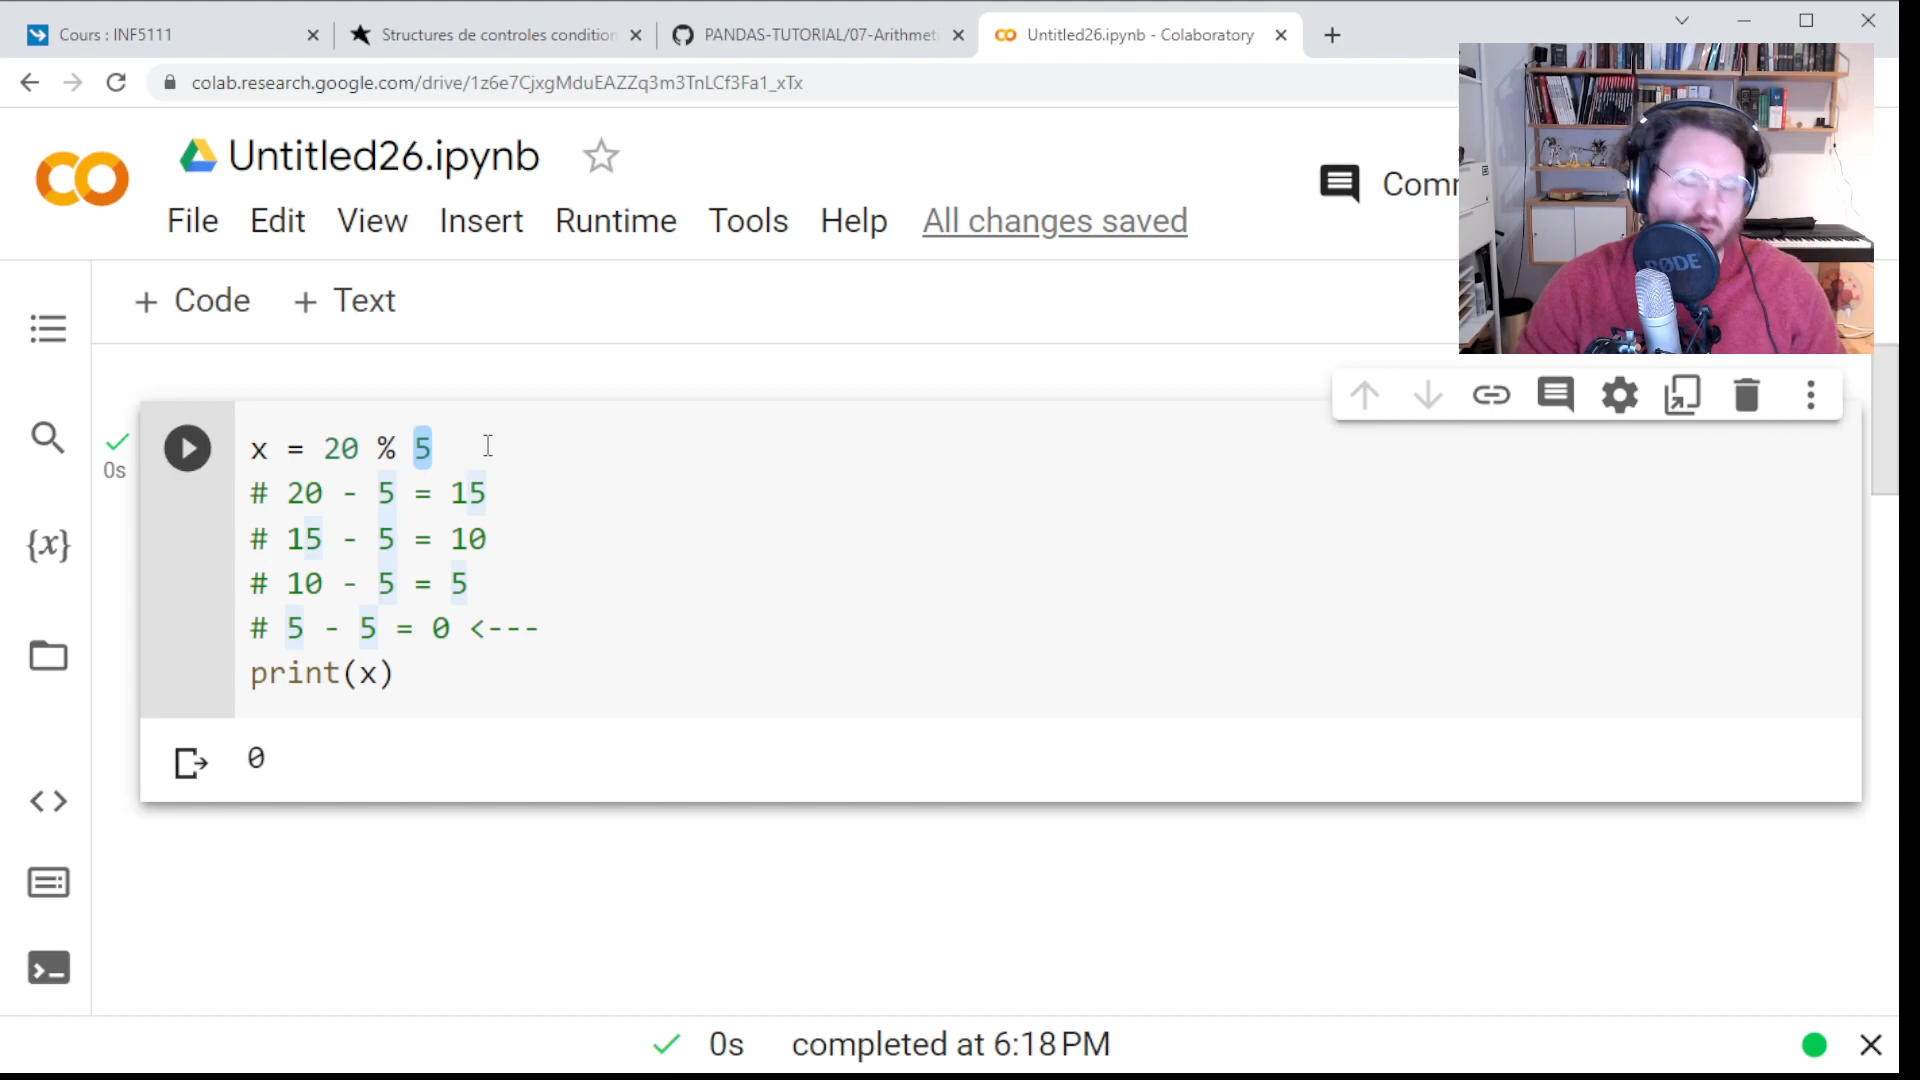 Cours : INF5111
Structures de controles condition
PANDAS-TUTORIAL/07-Arithmeti
Untitled26.ipynb - Colaboratory
colab.research.google.com/drive/1z6e7CjxgMduEAZZq3m3TnLCf3Fa1_xTx
Untitled26.ipynb
Comm
File Edit View Insert Runtime Tools Help All changes saved
RØDE
+ Code + Text
x = 20 % 5
0s
# 20 - 5 = 15
# 15 - 5 = 10
{x}
# 10 - 5 = 5
# 5 - 5 = 0 <---
print(x)
0
0s completed at 6:18 PM